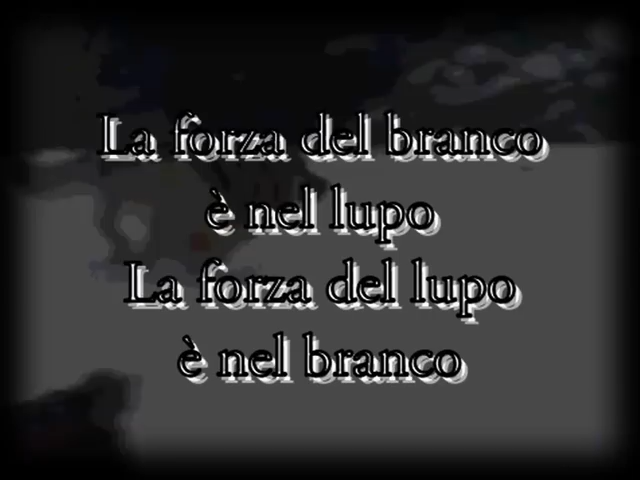 La forza del branco
è nel lupo
La forza del lupo
è nel branco